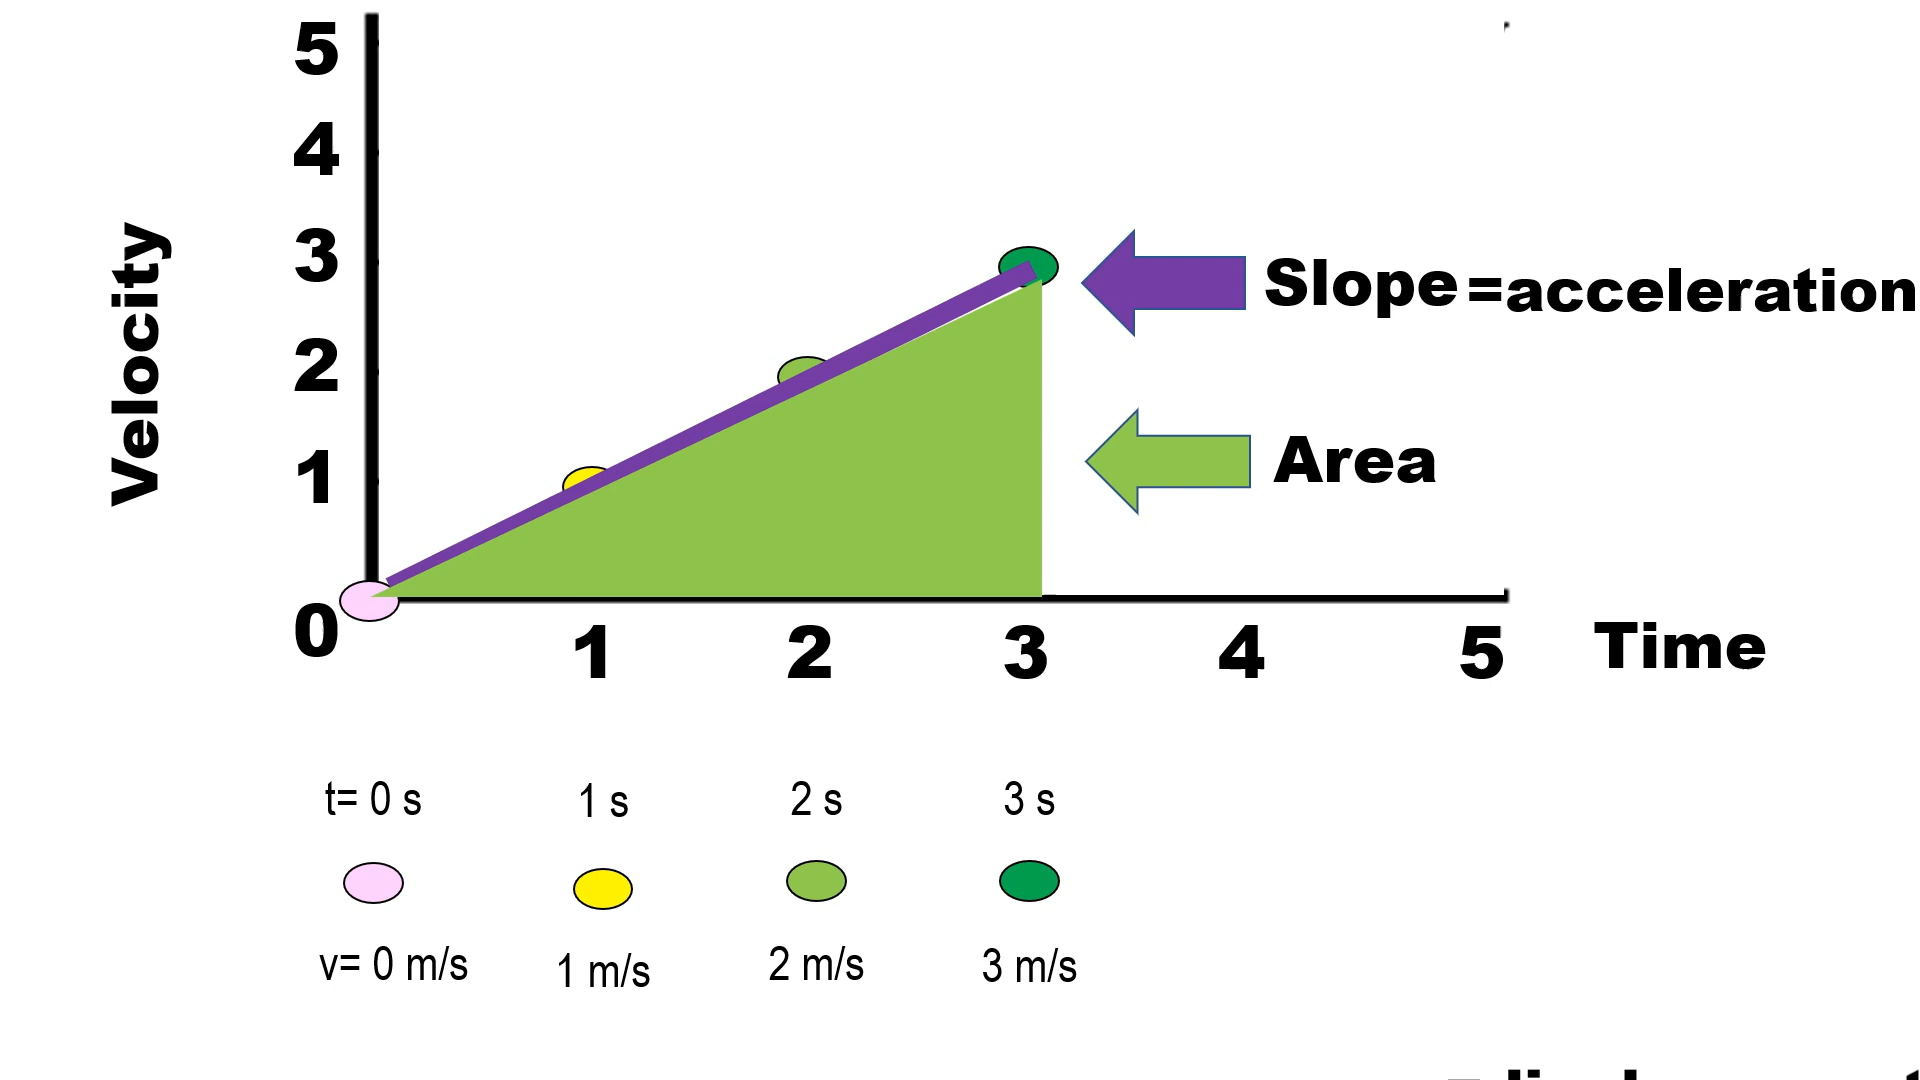 5
4
3
2
1
0
Velocity
1 2 3 4 5 Time
Slope =acceleration
Area
t= 0 s 1 s 2 s 3 s
v= 0 m/s 1 m/s 2 m/s 3 m/s